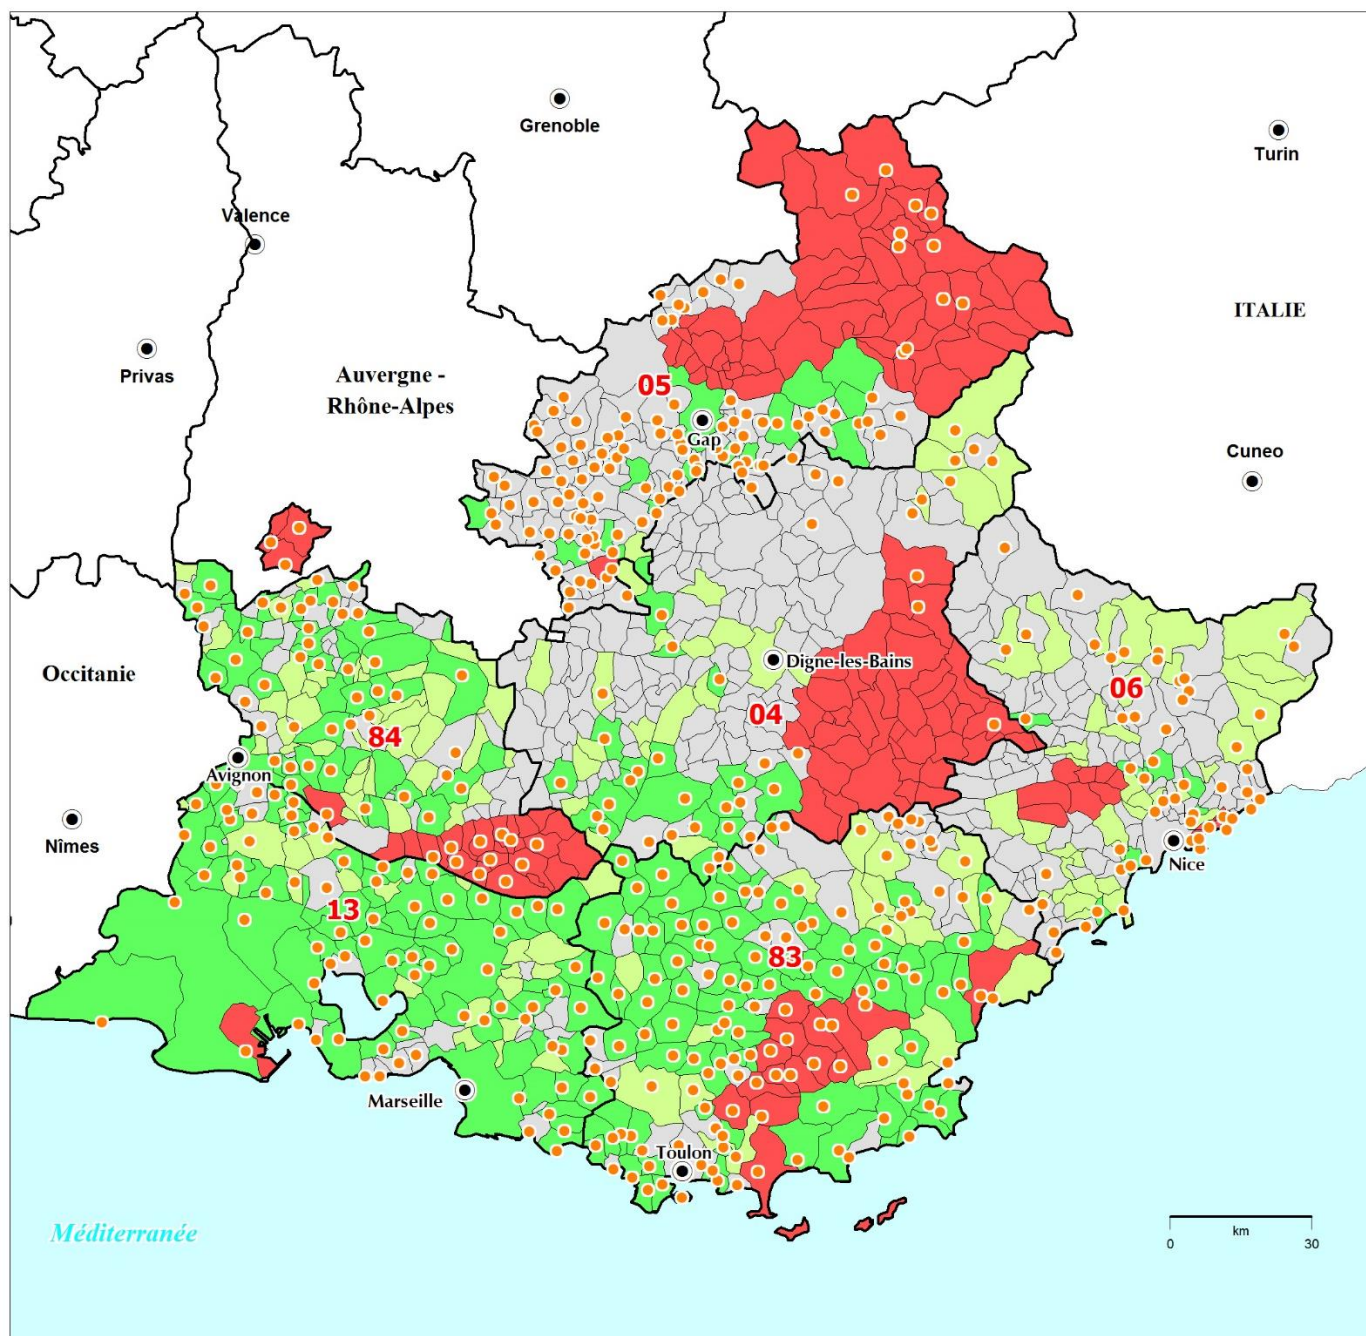 Grenoble
Turin
Valence
ITALIE
Privas
Auvergne -
Rhône-Alpes
05
Gap
Cuneo
Occitanie
Digne-les-Bains
06
04
84
Avignon
Nîmes
Nice
13
83
Marseille
Toulon
Méditerranée
km
0 30